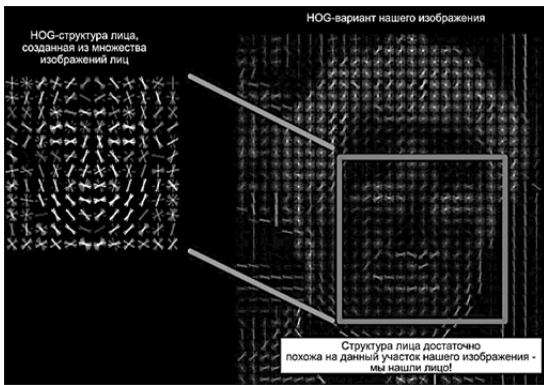 HOG-структура лица,
созданная из множества
изображений лиц
HOG-вариант нашего изображения
Структура лица достаточно
похожа на данный участок нашего изображения -
мы нашли лицо!